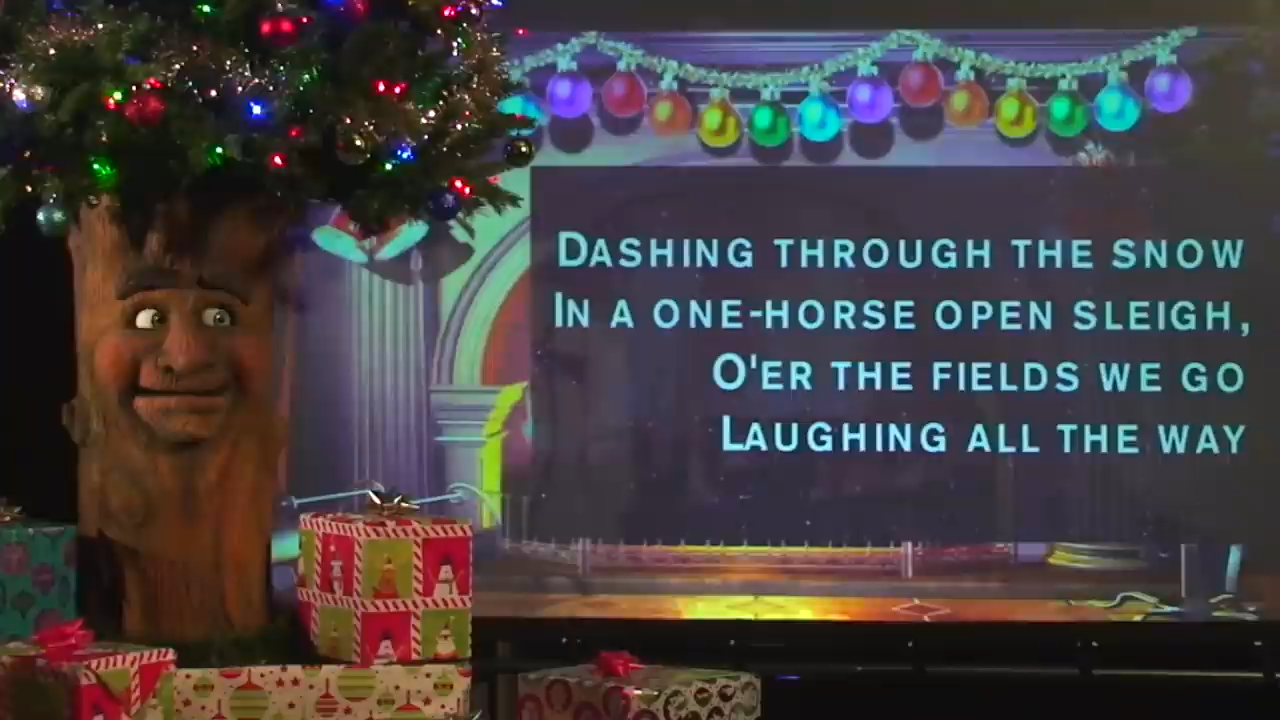 DASHING THROUGH THE SNOW
IN A ONE-HORSE OPEN SLEIGH,
O'ER THE FIELDS WE GO
LAUGHING ALL THE WAY